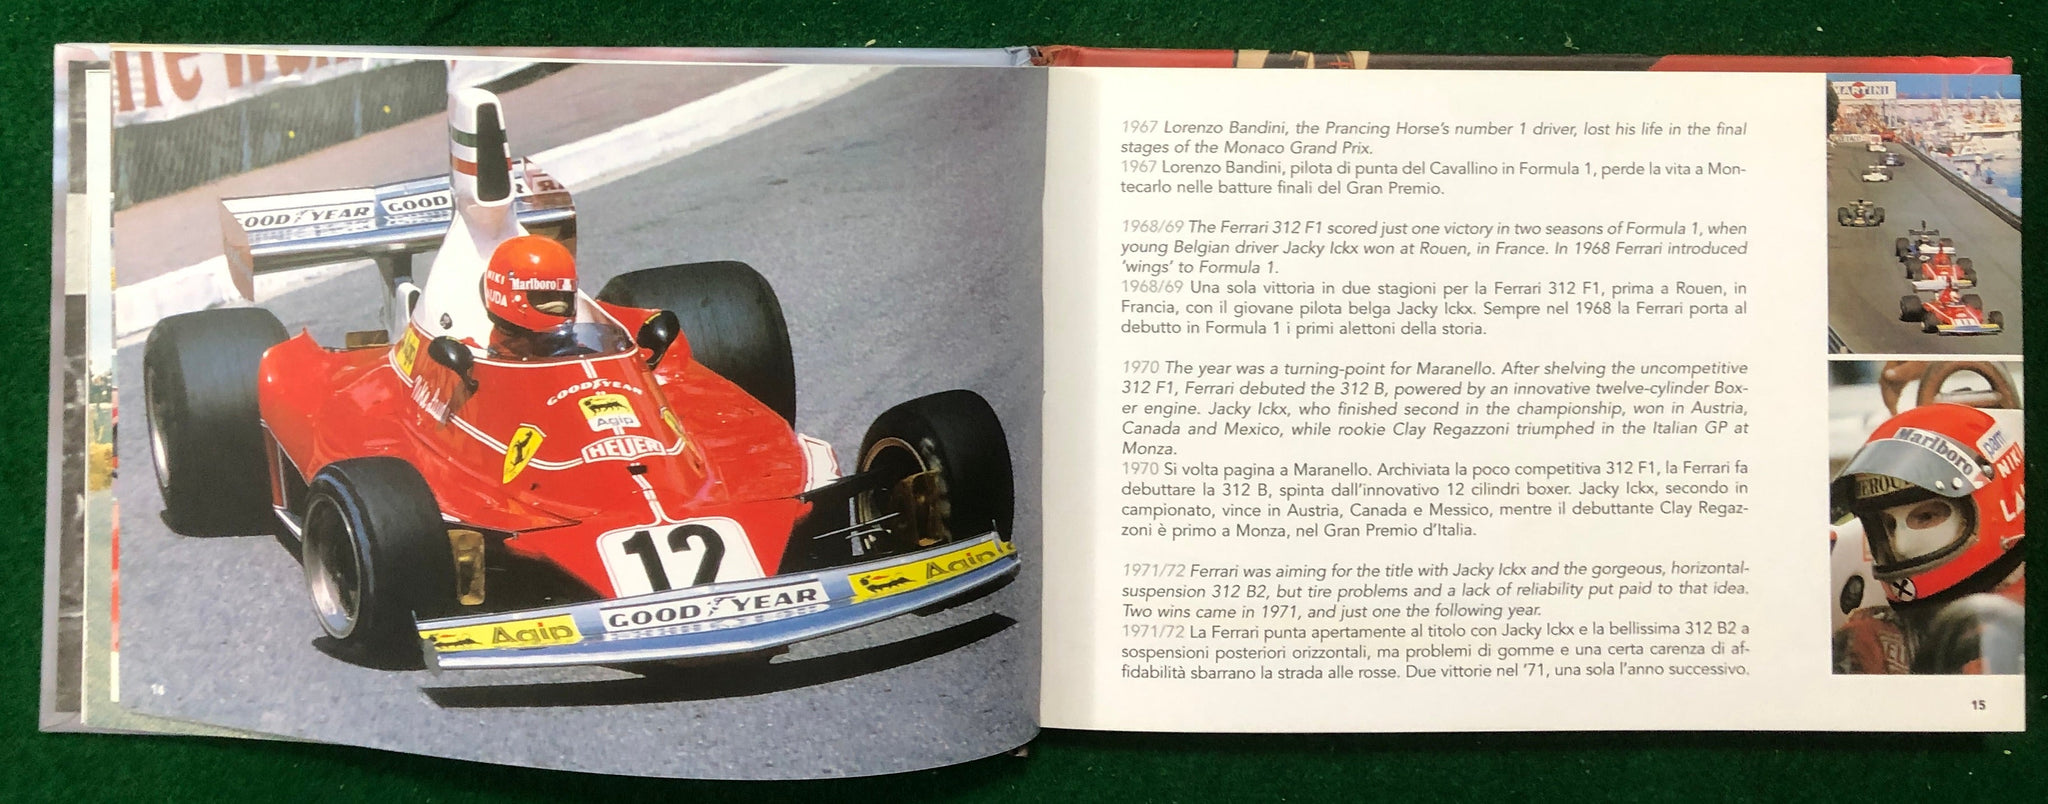 GOOD YEAR
GOOD
NIKI
Marlboro
GOODYEAR
Agip
HEUER
12
GOOD YEAR
Agip
Agip
14
1967 Lorenzo Bandini, the Prancing Horse's number 1 driver, lost his life in the final
stages of the Monaco Grand Prix.
1967 Lorenzo Bandini, pilota di punta del Cavallino in Formula 1, perde la vita a Mon-
tecarlo nelle batture finali del Gran Premio.
1968/69 The Ferrari 312 F1 scored just one victory in two seasons of Formula 1, when
young Belgian driver Jacky Ickx won at Rouen, in France. In 1968 Ferrari introduced
'wings' to Formula 1.
1968/69 Una sola vittoria in due stagioni per la Ferrari 312 F1, prima a Rouen, in
Francia, con il giovane pilota belga Jacky Ickx. Sempre nel 1968 la Ferrari porta al
debutto in Formula 1 i primi alettoni della storia.
1970 The year was a turning-point for Maranello. After shelving the uncompetitive
312 F1, Ferrari debuted the 312 B, powered by an innovative twelve-cylinder Box-
er engine. Jacky Ickx, who finished second in the championship, won in Austria,
Canada and Mexico, while rookie Clay Regazzoni triumphed in the Italian GP at
Monza.
1970 Si volta pagina a Maranello. Archiviata la poco competitiva 312 F1, la Ferrari fa
debuttare la 312 B, spinta dall'innovativo 12 cilindri boxer. Jacky Ickx, secondo in
campionato, vince in Austria, Canada e Messico, mentre il debuttante Clay Regaz-
zoni è primo a Monza, nel Gran Premio d'Italia.
1971/72 Ferrari was aiming for the title with Jacky Ickx and the gorgeous, horizontal-
suspension 312 B2, but tire problems and a lack of reliability put paid to that idea.
Two wins came in 1971, and just one the following year.
1971/72 La Ferrari punta apertamente al titolo con Jacky Ickx e la bellissima 312 B2 a
sospensioni posteriori orizzontali, ma problemi di gomme e una certa carenza di af-
fidabilità sbarrano la strada alle rosse. Due vittorie nel '71, una sola l'anno successivo.
MARTINI
Marlboro
NIKI
15